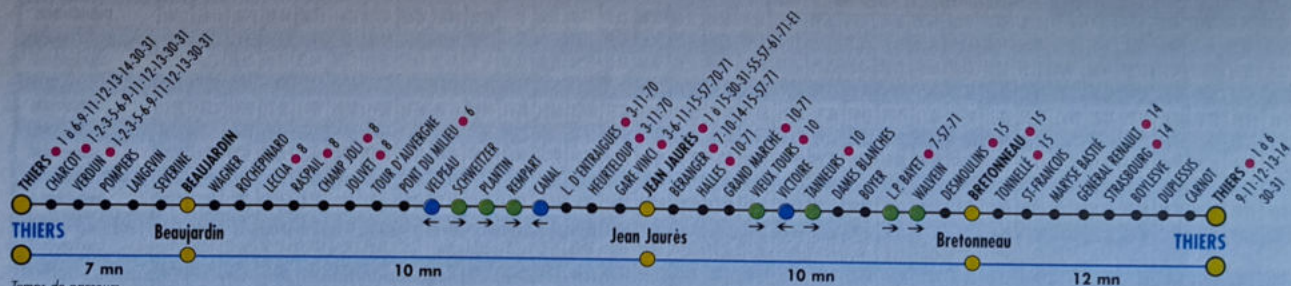 THIERS ● 1 à 6-9-11-12-13-14-30-31
CHARCOT ● 1-2-3-5-6-9-11-12-13-30-31
VERDUN ● 1-2-3-5-6-9-11-12-13-30-31
POMPIERS
LANGEVIN
SEVERINE
BEAUJARDIN
WAGNER
ROCHEPINARD
LECCIA ● 8
RASPAIL ● 8
CHAMP JOLI ● 8
JOLIVET ● 8
TOUR D'AUVERGNE
PONT DU MILIEU ● 6
VELPEAU
SCHWEITZER
PLANTIN
REMPART
CANAL
L. D'ENTRAIGUES ● 3-11-70
HEURTELOUP ● 3-11-70
GARE VINCI ● 3-6-11-15-57-70-71
JEAN JAURÈS ● 1 à 15-30-31-55-57-61-71-E1
BÉRANGER ● 7-10-14-15-57-71
HALLES ● 10-71
GRAND MARCHÉ ● 10-71
VIEUX TOURS ● 10
VICTOIRE
TANNEURS ● 10
DAMES BLANCHES
BOYER
L.P. BAYET ● 7-57-71
WALVEIN
DESMOULINS ● 15
BRETONNEAU ● 15
TONNELLÉ ● 15
ST-FRANÇOIS
MARYSE BASTIÉ
GÉNÉRAL RENAULT ● 14
STRASBOURG ● 14
BOYLESVE
DUPLESSIS
CARNOT
THIERS ● 1 à 6
9-11-12-13-14
30-31
← → → → ← → ← → → →
THIERS Beaujardin Jean Jaurès Bretonneau THIERS
7 mn 10 mn 10 mn 12 mn
Temps de parcours